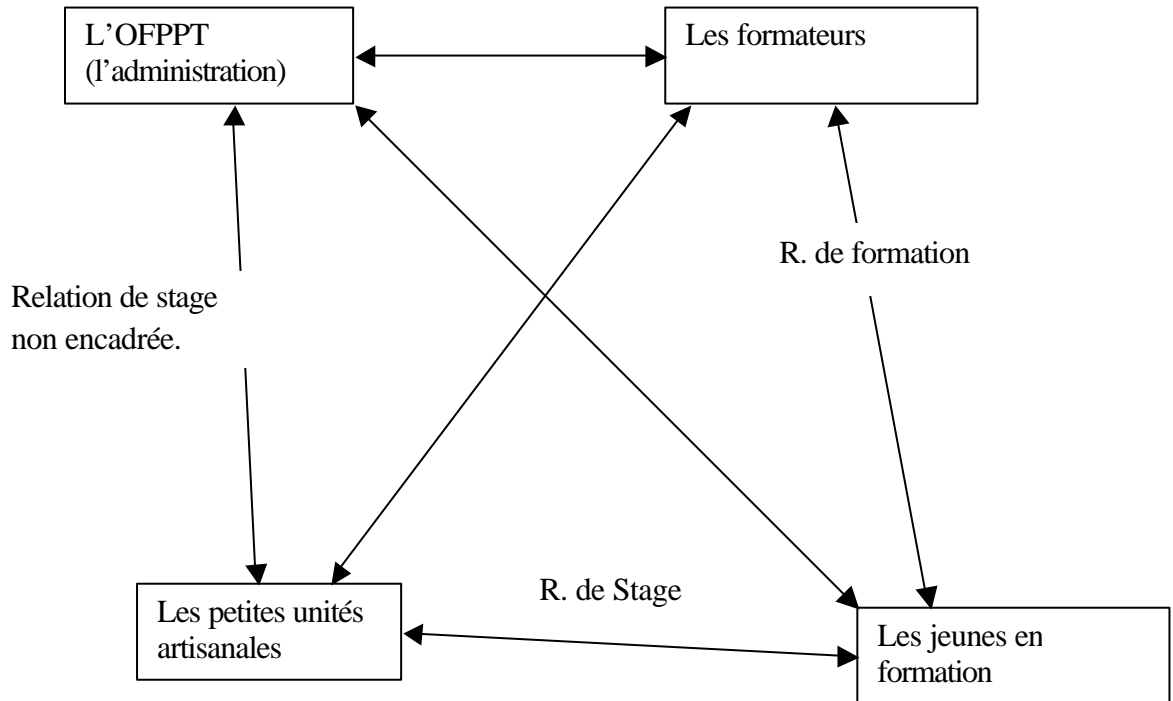 L’OFPPT
(l’administration)
Les formateurs
R. de formation
Relation de stage
non encadrée.
R. de Stage
Les petites unités
artisanales
Les jeunes en
formation